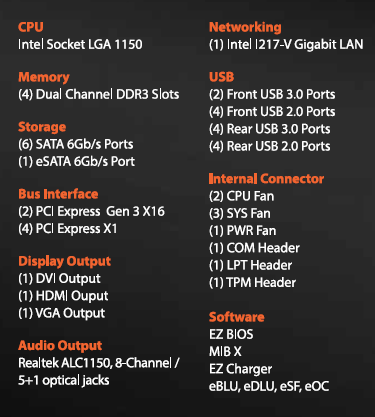 CPU
Intel Socket LGA 1150
Memory
(4) Dual Channel DDR3 Slots
Storage
(6) SATA 6Gb/s Ports
(1) eSATA 6Gb/s Port
Bus Interface
(2) PCI Express Gen 3 X16
(4) PCI Express X1
Display Output
(1) DVI Output
(1) HDMI Ouput
(1) VGA Output
Audio Output
Realtek ALC1150, 8-Channel /
5+1 optical jacks
Networking
(1) Intel I217-V Gigabit LAN
USB
(2) Front USB 3.0 Ports
(4) Front USB 2.0 Ports
(4) Rear USB 3.0 Ports
(4) Rear USB 2.0 Ports
Internal Connector
(2) CPU Fan
(3) SYS Fan
(1) PWR Fan
(1) COM Header
(1) LPT Header
(1) TPM Header
Software
EZ BIOS
MIB X
EZ Charger
eBLU, eDLU, eSF, eOC